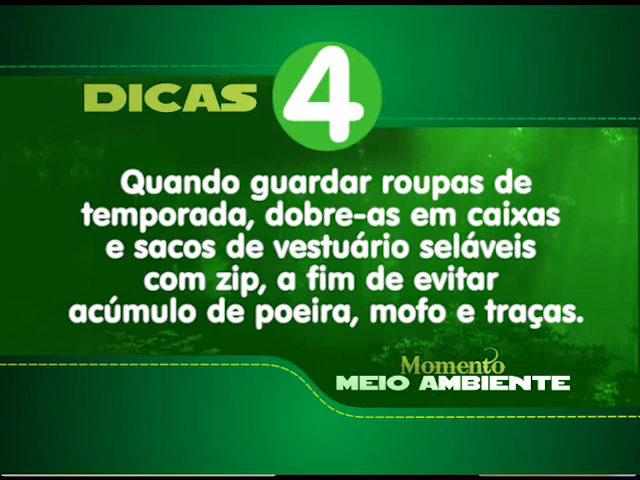 DICAS 4
Quando guardar roupas de
temporada, dobre-as em caixas
e sacos de vestuário seláveis
com zip, a fim de evitar
acúmulo de poeira, mofo e traças.
Momento
MEIO AMBIENTE